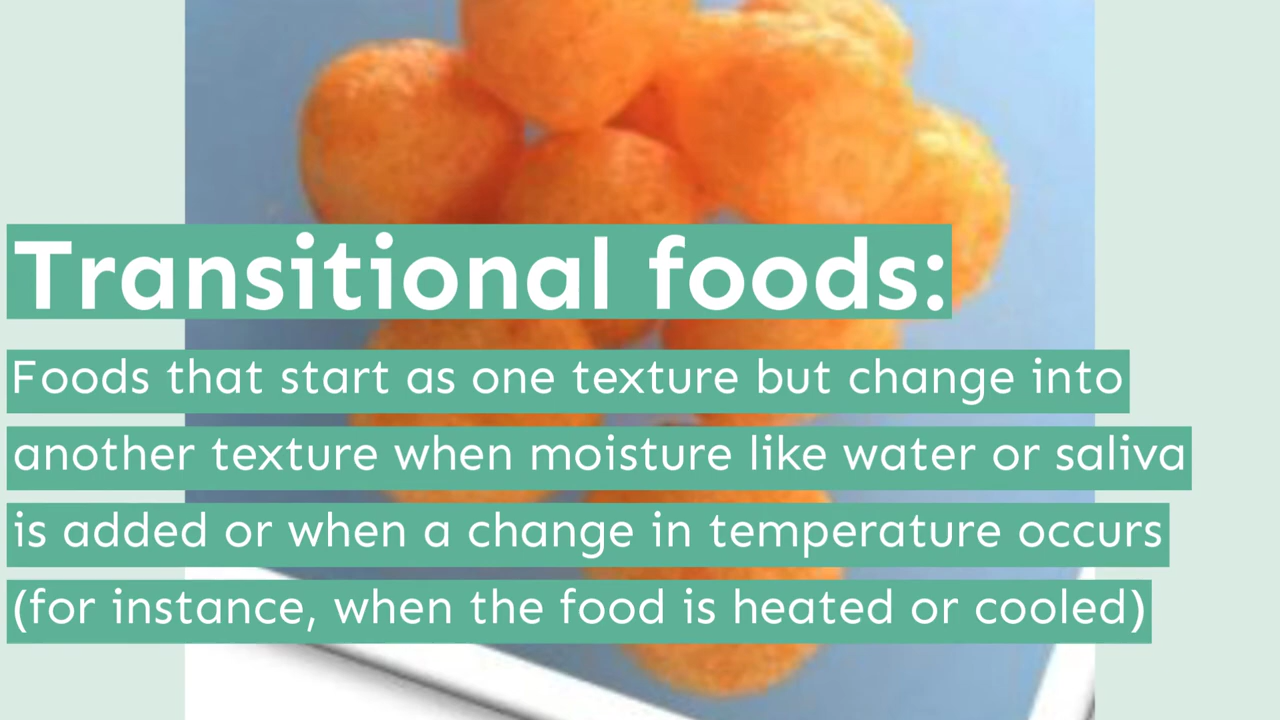 Transitional foods:
Foods that start as one texture but change into
another texture when moisture like water or saliva
is added or when a change in temperature occurs
(for instance, when the food is heated or cooled)